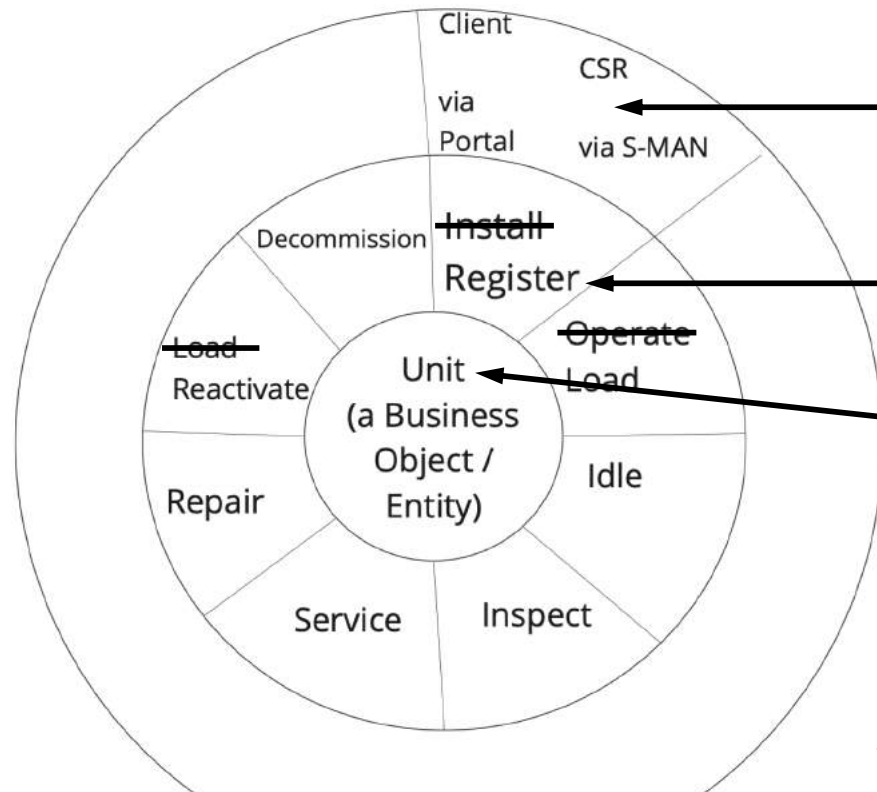 Client
CSR
via
Portal
via S-MAN
Decommission
Install
Register
Operate
Load
Load
Reactivate
Unit
(a Business
Object /
Entity)
Idle
Repair
Service
Inspect